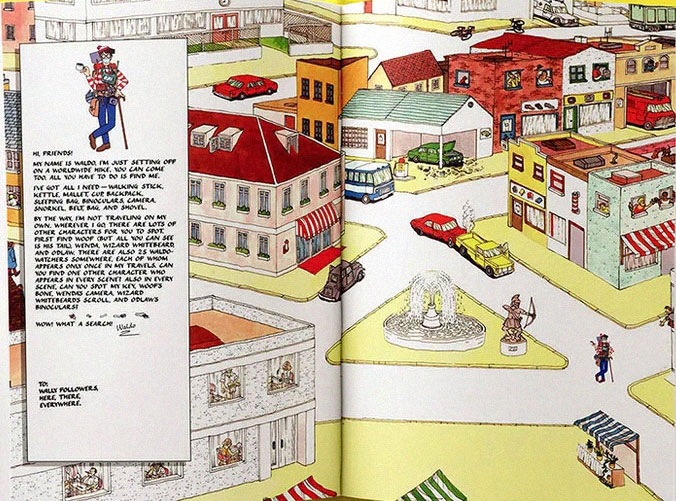 HI, FRIENDS!
MY NAME IS WALDO. I'M JUST SETTING OFF
ON A WORLDWIDE HIKE. YOU CAN COME
TOO. ALL YOU HAVE TO DO IS FIND ME.
I'VE GOT ALL I NEED — WALKING STICK,
KETTLE, MALLET, CUP, BACKPACK,
SLEEPING BAG, BINOCULARS, CAMERA,
SNORKEL, BELT, BAG, AND SHOVEL.
BY THE WAY, I'M NOT TRAVELING ON MY
OWN. WHEREVER I GO, THERE ARE LOTS OF
OTHER CHARACTERS FOR YOU TO SPOT.
FIRST FIND WOOF (BUT ALL YOU CAN SEE
IS HIS TAIL), WENDA, WIZARD WHITEBEARD,
AND ODLAW. THERE ARE ALSO 25 WALDO-
WATCHERS SOMEWHERE, EACH OF WHOM
APPEARS ONLY ONCE IN MY TRAVELS. CAN
YOU FIND ONE OTHER CHARACTER WHO
APPEARS IN EVERY SCENE? ALSO IN EVERY
SCENE, CAN YOU SPOT MY KEY, WOOF'S
BONE, WENDA'S CAMERA, WIZARD
WHITEBEARD'S SCROLL, AND ODLAW'S
BINOCULARS?
WOW! WHAT A SEARCH!
Waldo
TO:
WALLY FOLLOWERS,
HERE, THERE,
EVERYWHERE.